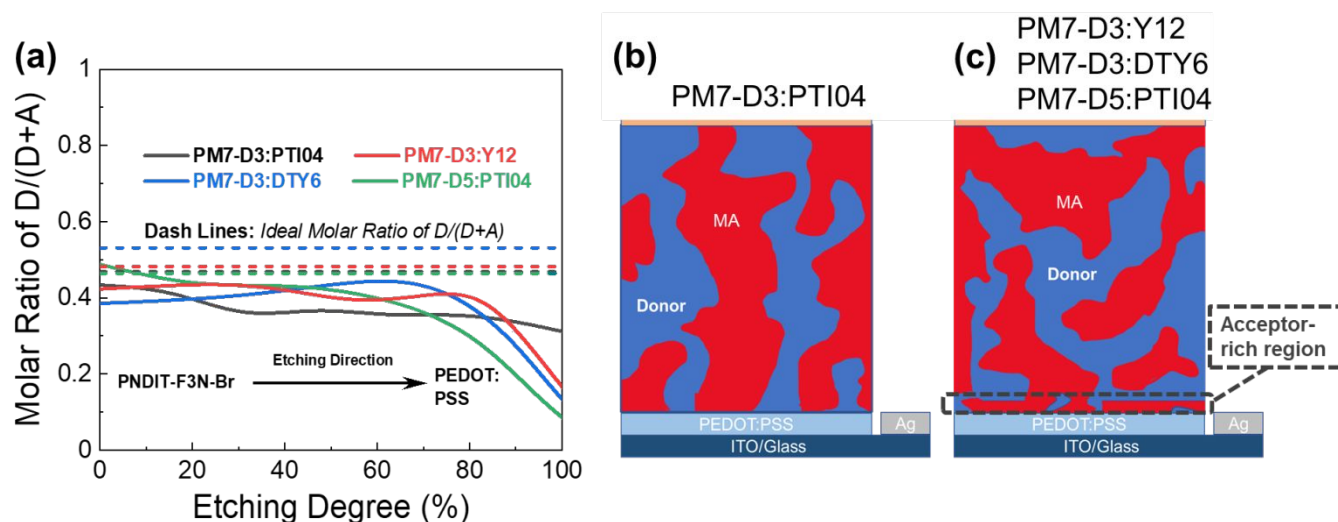 (a)
Molar Ratio of D/(D+A)
1
0.8
0.6
0.4
0.2
0
PM7-D3:PTI04
PM7-D3:Y12
PM7-D3:DTY6
PM7-D5:PTI04
Dash Lines: Ideal Molar Ratio of D/(D+A)
Etching Direction
PNDIT-F3N-Br
PEDOT:
PSS
0
20
40
60
80
100
Etching Degree (%)
(b)
PM7-D3:PTI04
MA
Donor
PEDOT:PSS
Ag
ITO/Glass
(c)
PM7-D3:Y12
PM7-D3:DTY6
PM7-D5:PTI04
MA
Donor
Acceptor-
rich region
PEDOT:PSS
Ag
ITO/Glass